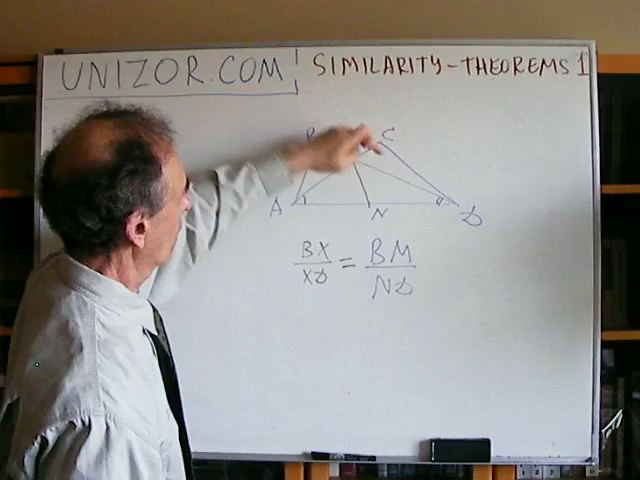 UNIZOR.COM
SIMILARITY-THEOREMS 1
B C
A N D
BX/XD = BM/ND